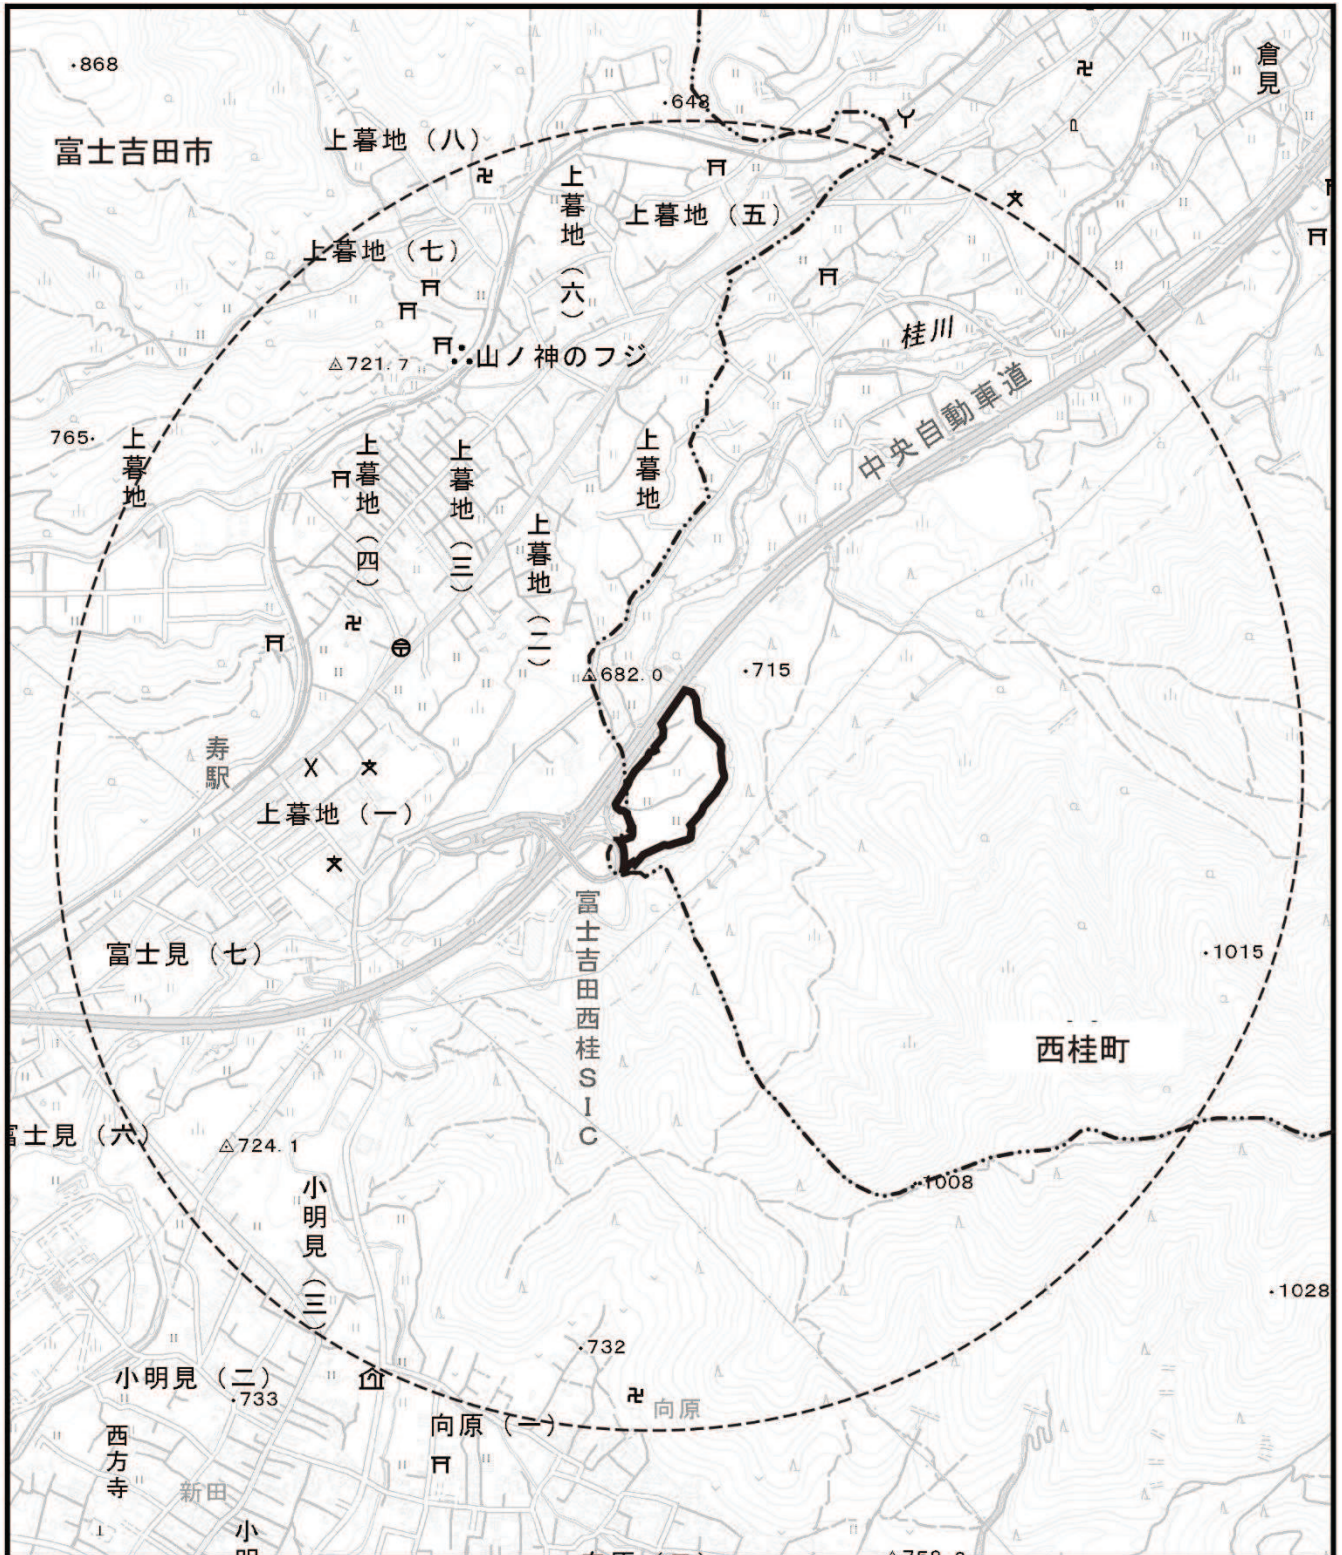 ・868
富士吉田市
上暮地（八）
・648
倉見
上暮地（六）
上暮地（五）
上暮地（七）
山ノ神のフジ
△721.7
桂川
中央自動車道
765・
上暮地
上暮地（四）
上暮地（三）
上暮地
上暮地（二）
△682.0
・715
寿駅
上暮地（一）
富士吉田西桂SIC
富士見（七）
・1015
西桂町
富士見（六）
△724.1
小明見（三）
・1008
・1028
・732
小明見（二）
・733
向原
向原（一）
西方寺
新田